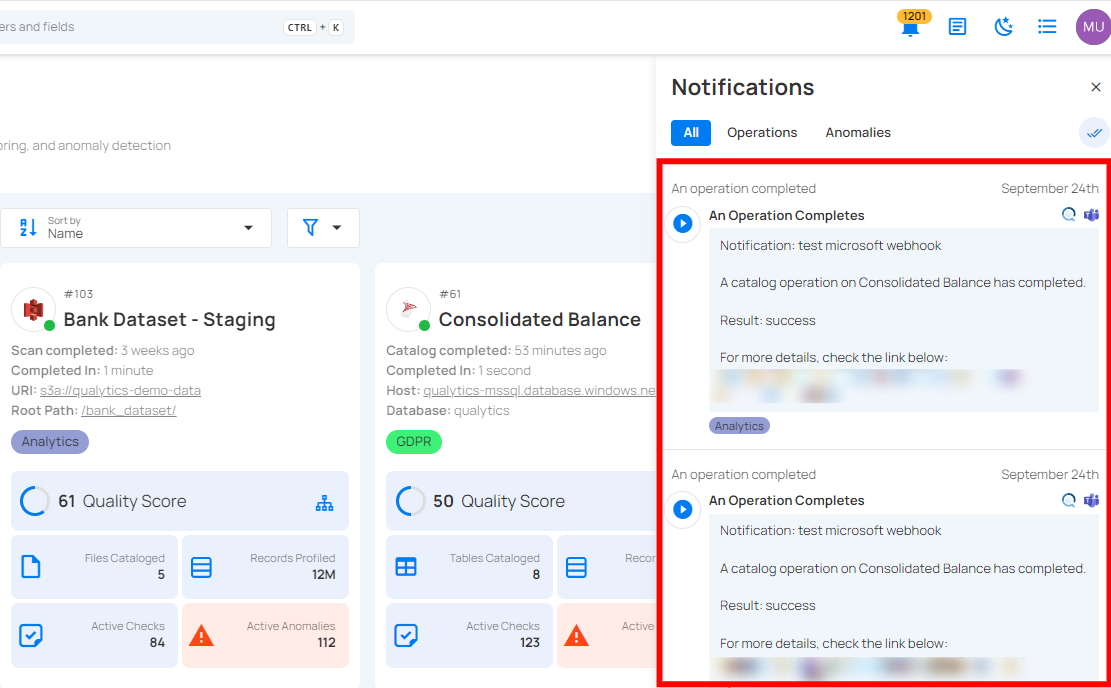 ers and fields
CTRL + K
1201
MU
Notifications
All
Operations
Anomalies
oring, and anomaly detection
Sort by
Name
#103
Bank Dataset - Staging
Scan completed: 3 weeks ago
Completed In: 1 minute
URI: s3a://qualytics-demo-data
Root Path: /bank_dataset/
Analytics
61 Quality Score
Files Cataloged
5
Records Profiled
12M
Active Checks
84
Active Anomalies
112
#61
Consolidated Balance
Catalog completed: 53 minutes ago
Completed In: 1 second
Host: qualytics-mssql.database.windows.ne
Database: qualytics
GDPR
50 Quality Score
Tables Cataloged
8
Recor
Active Checks
123
Active
An operation completed
September 24th
An Operation Completes
Notification: test microsoft webhook
A catalog operation on Consolidated Balance has completed.
Result: success
For more details, check the link below:
Analytics
An operation completed
September 24th
An Operation Completes
Notification: test microsoft webhook
A catalog operation on Consolidated Balance has completed.
Result: success
For more details, check the link below: